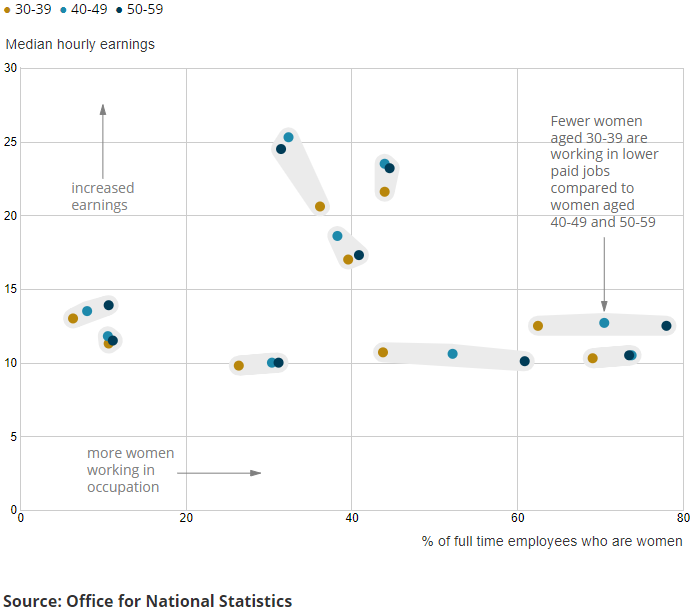 30-39 40-49 50-59
Median hourly earnings
30
25
20
15
10
5
0
increased
earnings
Fewer women
aged 30-39 are
working in lower
paid jobs
compared to
women aged
40-49 and 50-59
more women
working in
occupation
0 20 40 60 80
% of full time employees who are women
Source: Office for National Statistics